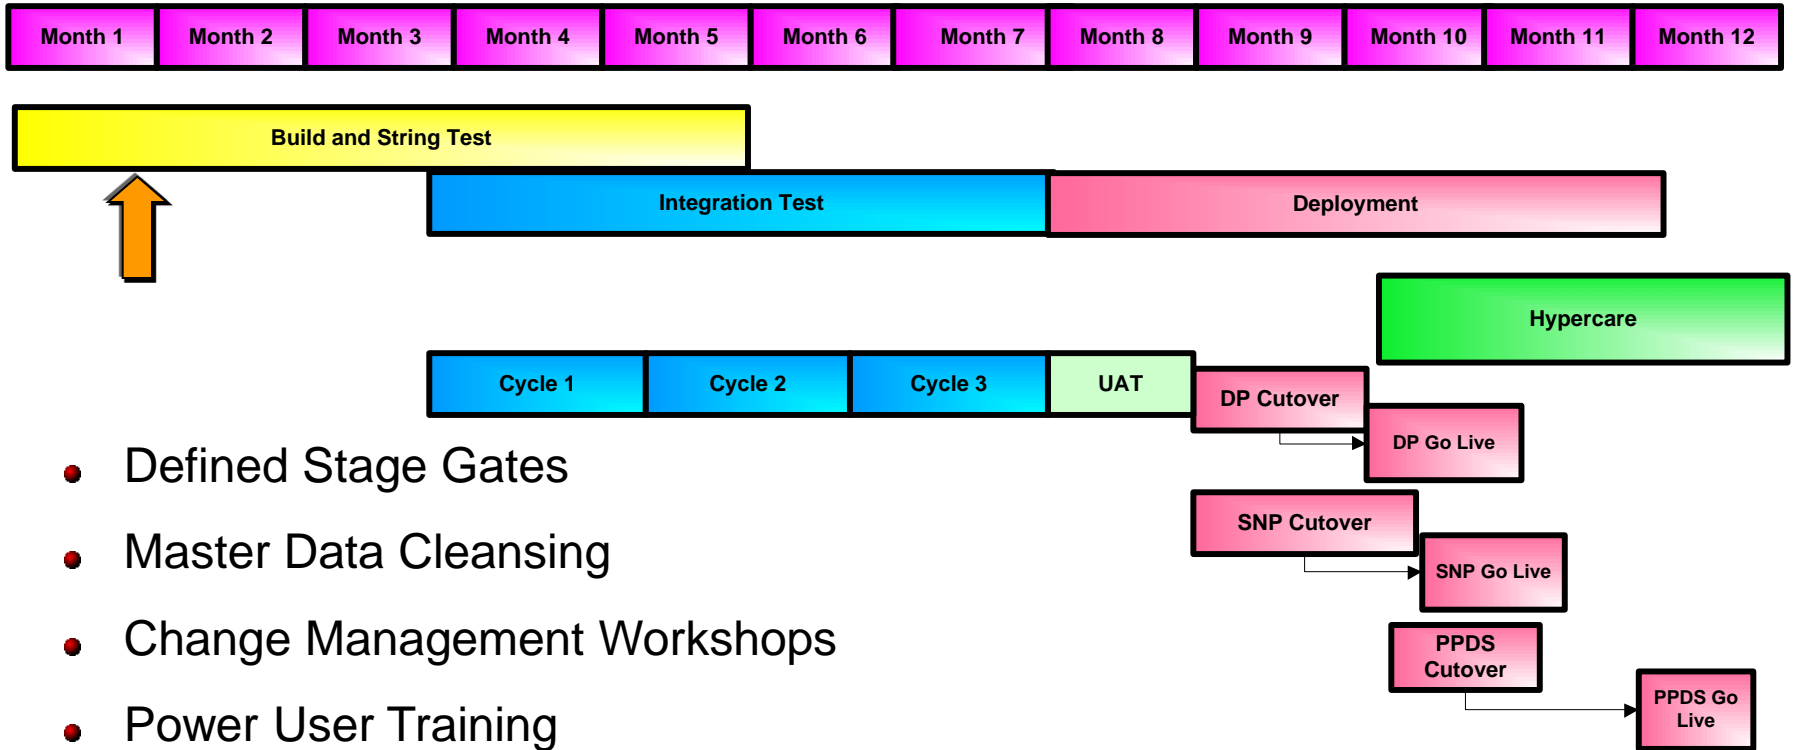 Month 1 Month 2 Month 3 Month 4 Month 5 Month 6 Month 7 Month 8 Month 9 Month 10 Month 11 Month 12
Build and String Test
Integration Test
Deployment
Hypercare
Cycle 1
Cycle 2
Cycle 3
UAT
DP Cutover
DP Go Live
SNP Cutover
SNP Go Live
PPDS
Cutover
PPDS Go
Live
Defined Stage Gates
Master Data Cleansing
Change Management Workshops
Power User Training